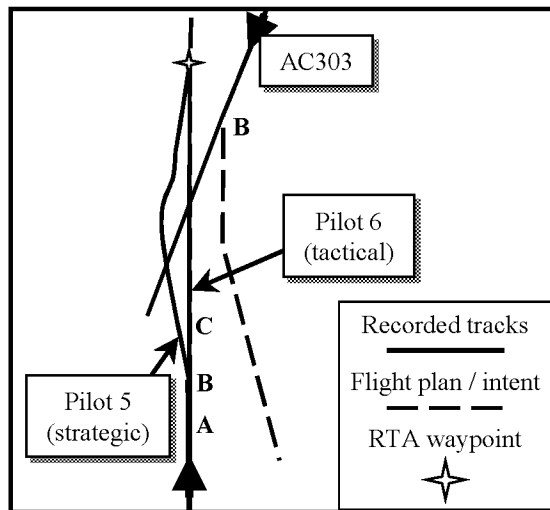 AC303
B
Pilot 6
(tactical)
C
B
Pilot 5
(strategic)
A
Recorded tracks
Flight plan / intent
RTA waypoint